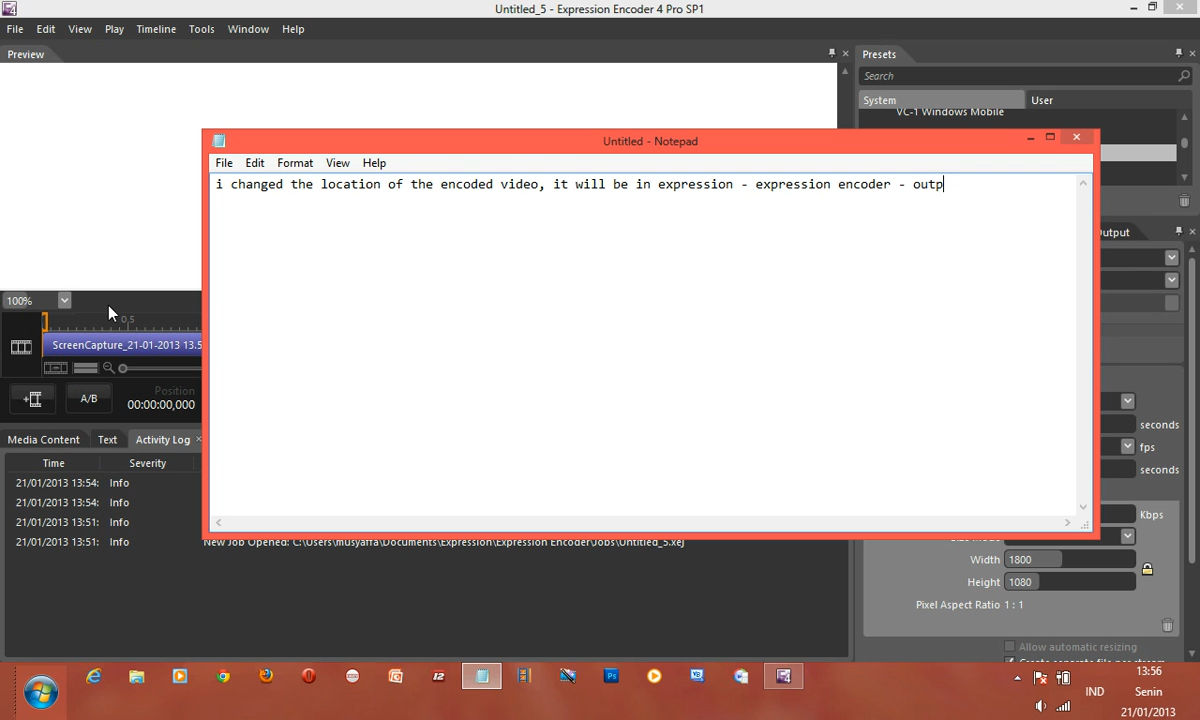 Untitled_5 - Expression Encoder 4 Pro SP1
File Edit View Play Timeline Tools Window Help
Preview
Presets
Search
System User
VC-1 Windows Mobile
Untitled - Notepad
File Edit Format View Help
i changed the location of the encoded video, it will be in expression - expression encoder - outp
100%
0,5
ScreenCapture_21-01-2013 13.5
A/B
Position
00:00:00,000
Media Content Text Activity Log
Time Severity
21/01/2013 13:54: Info
21/01/2013 13:54: Info
21/01/2013 13:51: Info
21/01/2013 13:51: Info New Job Opened: C:\Users\musyaffa\Documents\Expression\Expression Encoder\Jobs\Untitled_5.xej
Output
seconds
fps
seconds
Kbps
Width 1800
Height 1080
Pixel Aspect Ratio 1 : 1
Allow automatic resizing
Create separate file per stream
IND
13:56
Senin
21/01/2013